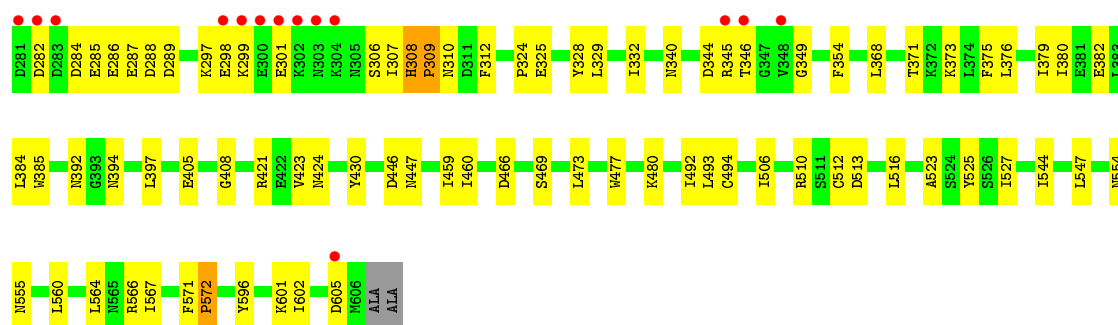 D281 D282 D283 D284 E285 E286 E287 D288 D289 K297 E298 K299 E300 E301 K302 N303 K304 N305 S306 I307 H308 P309 N310 D311 F312 P324 E325 Y328 L329 I332 N340 D344 R345 T346 G347 V348 G349 F354 L368 T371 K372 K373 L374 F375 L376 I379 I380 E381 E382 L383
L384 W385 N392 G393 N394 L397 E405 G408 R421 E422 V423 N424 Y430 D446 N447 I459 I460 D466 S469 L473 W477 K480 I492 L493 C494 I506 R510 S511 C512 D513 L516 A523 S524 Y525 S526 I527 I544 L547 N554
N555 L560 L564 N565 R566 I567 F571 P572 Y596 K601 I602 D605 M606 ALA ALA